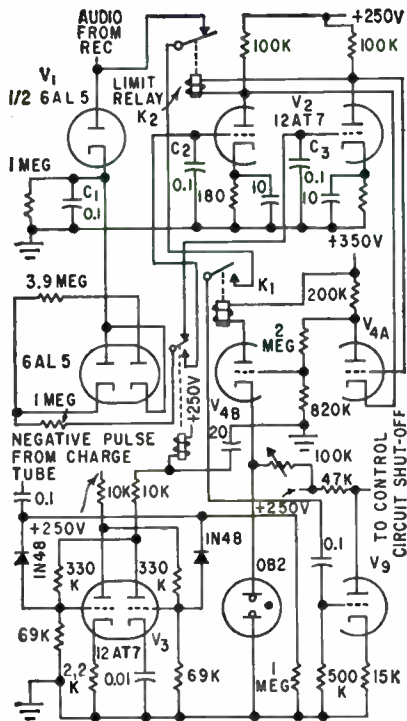 AUDIO
FROM
REC
+250V
100K
100K
V1
1/2 6AL5
LIMIT
RELAY
K2
V2
12AT7
1 MEG
C1
0.1
C2
0.1
180
10
C3
0.1
10
+350V
K1
200K
3.9 MEG
6AL5
2
MEG
V4A
1 MEG
V4B
820K
+250V
NEGATIVE PULSE
FROM CHARGE
TUBE
20
100K
47K
+250V
TO CONTROL
CIRCUIT SHUT-OFF
0.1
10K
10K
+250V
1N48
1N48
0B2
0.1
V9
330
K
330
K
V3
12AT7
69K
2.2
K
0.01
69K
1
MEG
500
K
15K